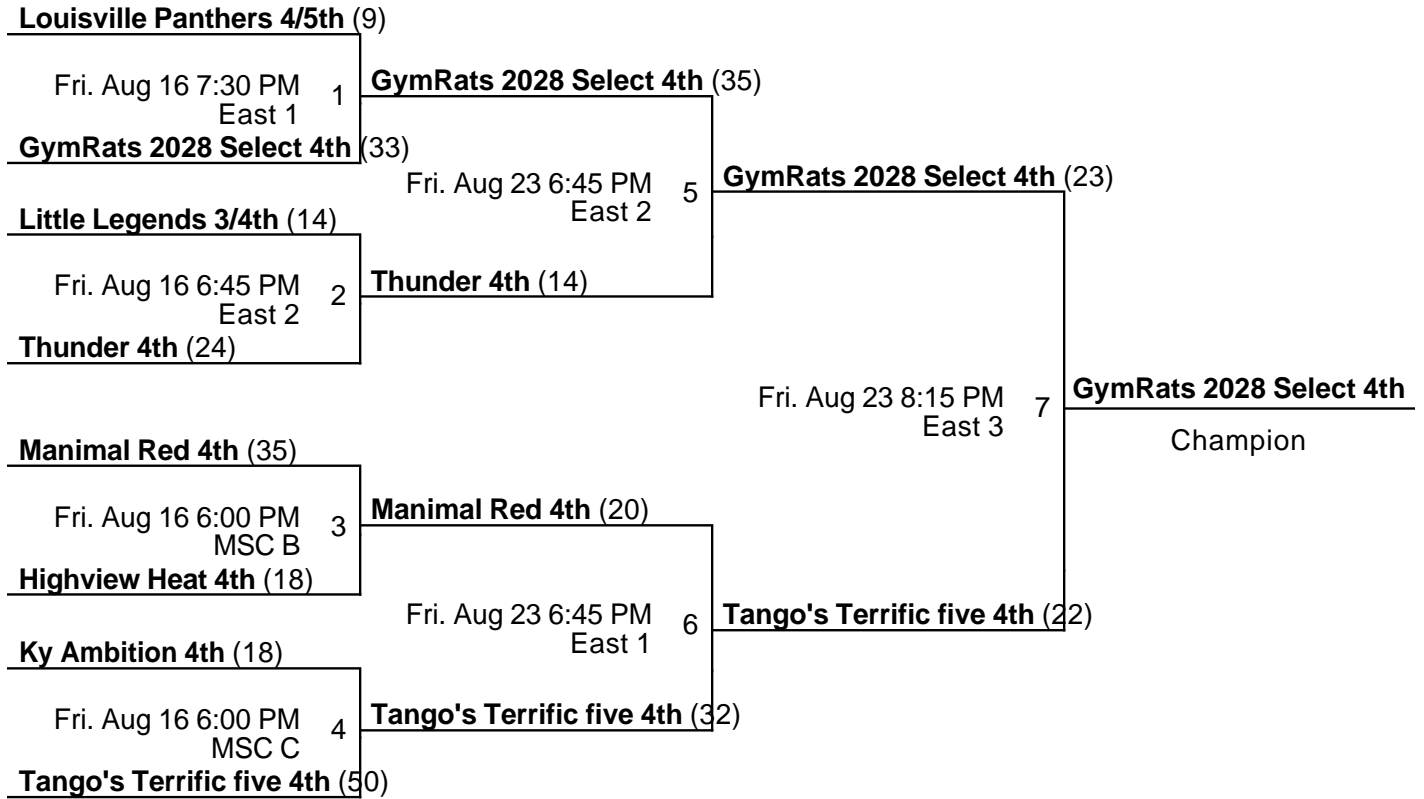 Louisville Panthers 4/5th (9)
Fri. Aug 16 7:30 PM
East 1
1
GymRats 2028 Select 4th (33)
Little Legends 3/4th (14)
Fri. Aug 16 6:45 PM
East 2
2
Thunder 4th (24)
Manimal Red 4th (35)
Fri. Aug 16 6:00 PM
MSC B
3
Highview Heat 4th (18)
Ky Ambition 4th (18)
Fri. Aug 16 6:00 PM
MSC C
4
Tango's Terrific five 4th (50)
GymRats 2028 Select 4th (35)
Fri. Aug 23 6:45 PM
East 2
5
Thunder 4th (14)
Manimal Red 4th (20)
Fri. Aug 23 6:45 PM
East 1
6
Tango's Terrific five 4th (32)
GymRats 2028 Select 4th (23)
Fri. Aug 23 8:15 PM
East 3
7
Tango's Terrific five 4th (22)
GymRats 2028 Select 4th
Champion